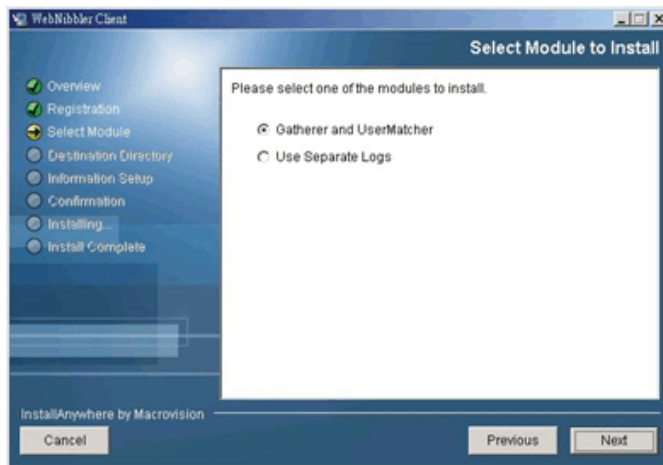 WebNibbler Client
Select Module to Install
Overview
Registration
Select Module
Destination Directory
Information Setup
Confirmation
Installing...
Install Complete
Please select one of the modules to install.
Gatherer and UserMatcher
Use Separate Logs
InstallAnywhere by Macrovision
Cancel
Previous
Next